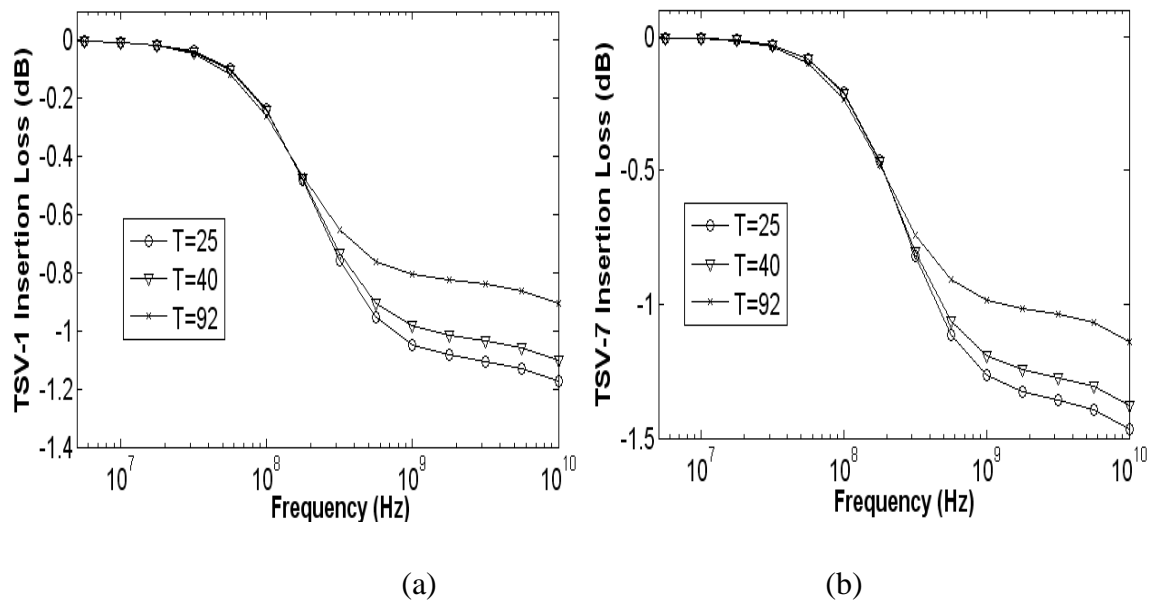 TSV-1 Insertion Loss (dB)
0
-0.2
-0.4
-0.6
-0.8
-1
-1.2
-1.4
T=25
T=40
T=92
10^7
10^8
10^9
10^10
Frequency (Hz)
(a)
TSV-7 Insertion Loss (dB)
0
-0.5
-1
-1.5
T=25
T=40
T=92
10^7
10^8
10^9
10^10
Frequency (Hz)
(b)